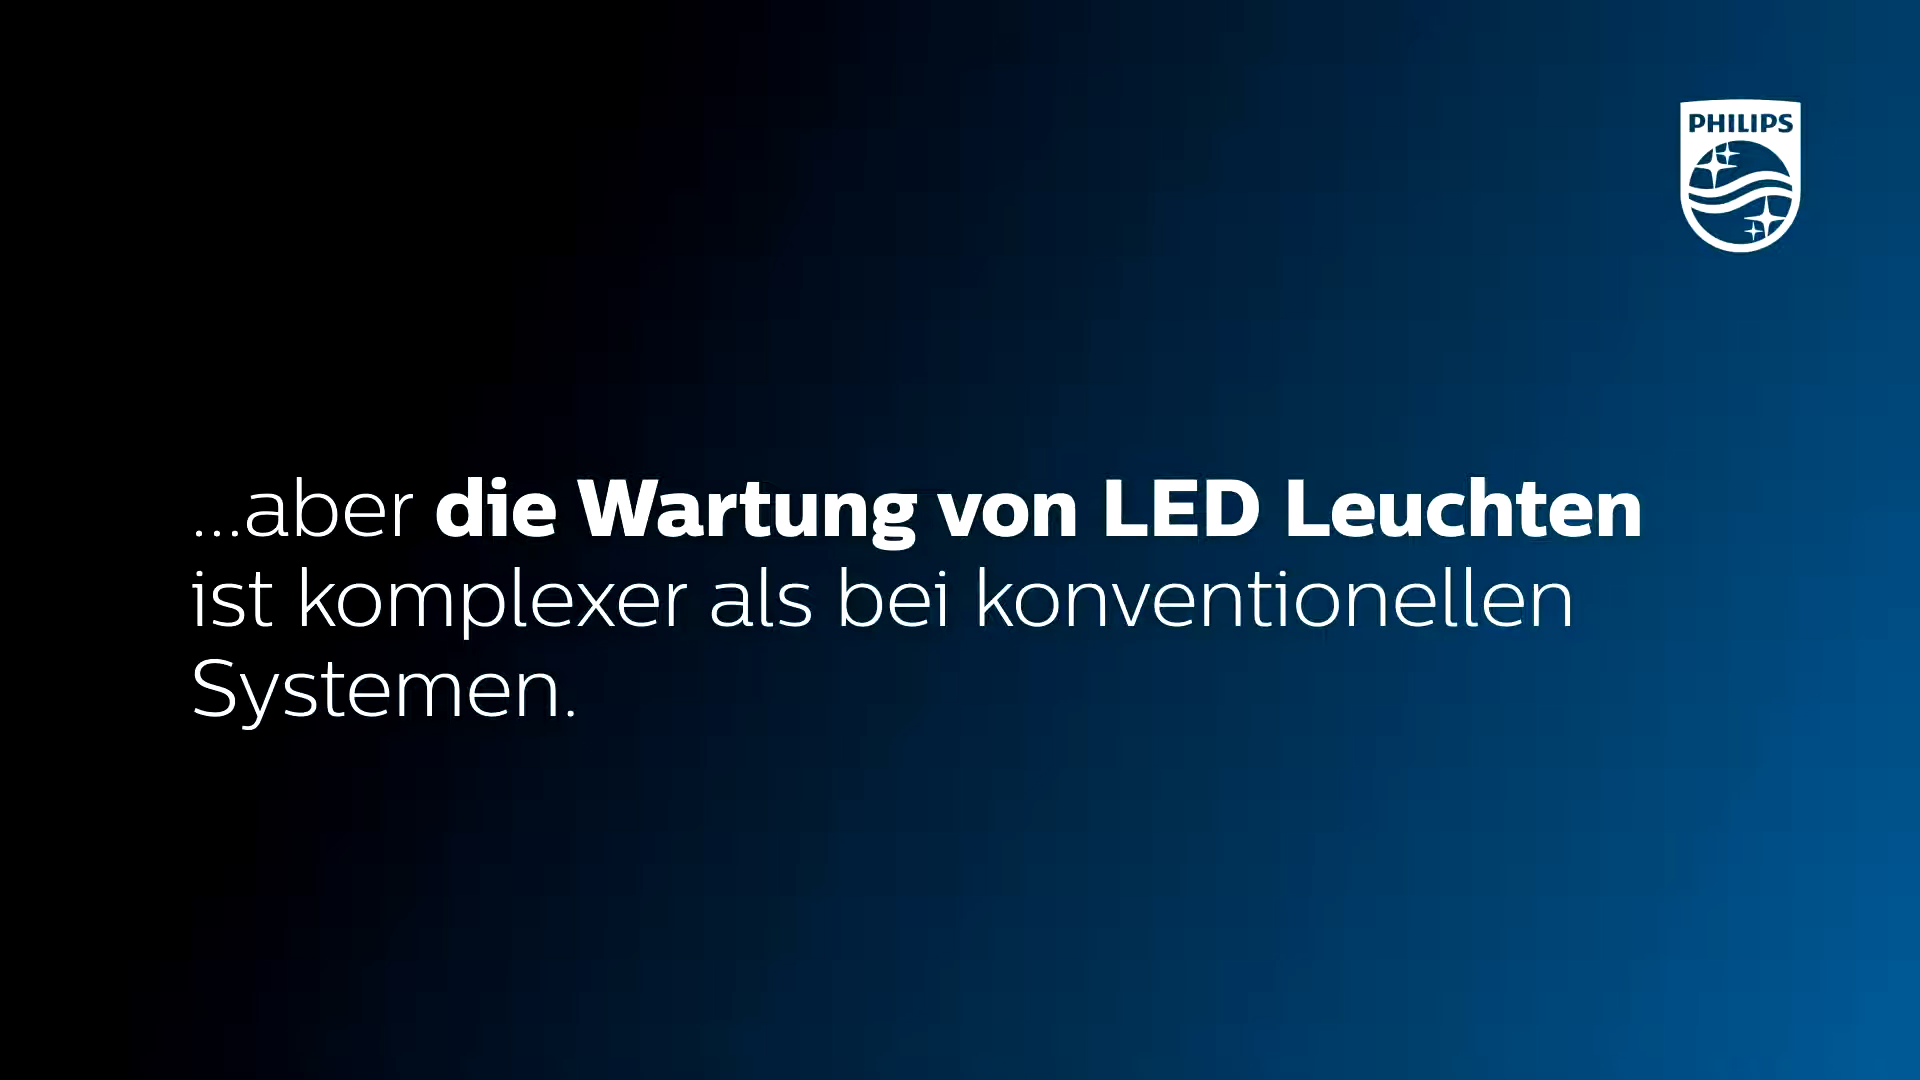 PHILIPS
...aber die Wartung von LED Leuchten
ist komplexer als bei konventionellen
Systemen.